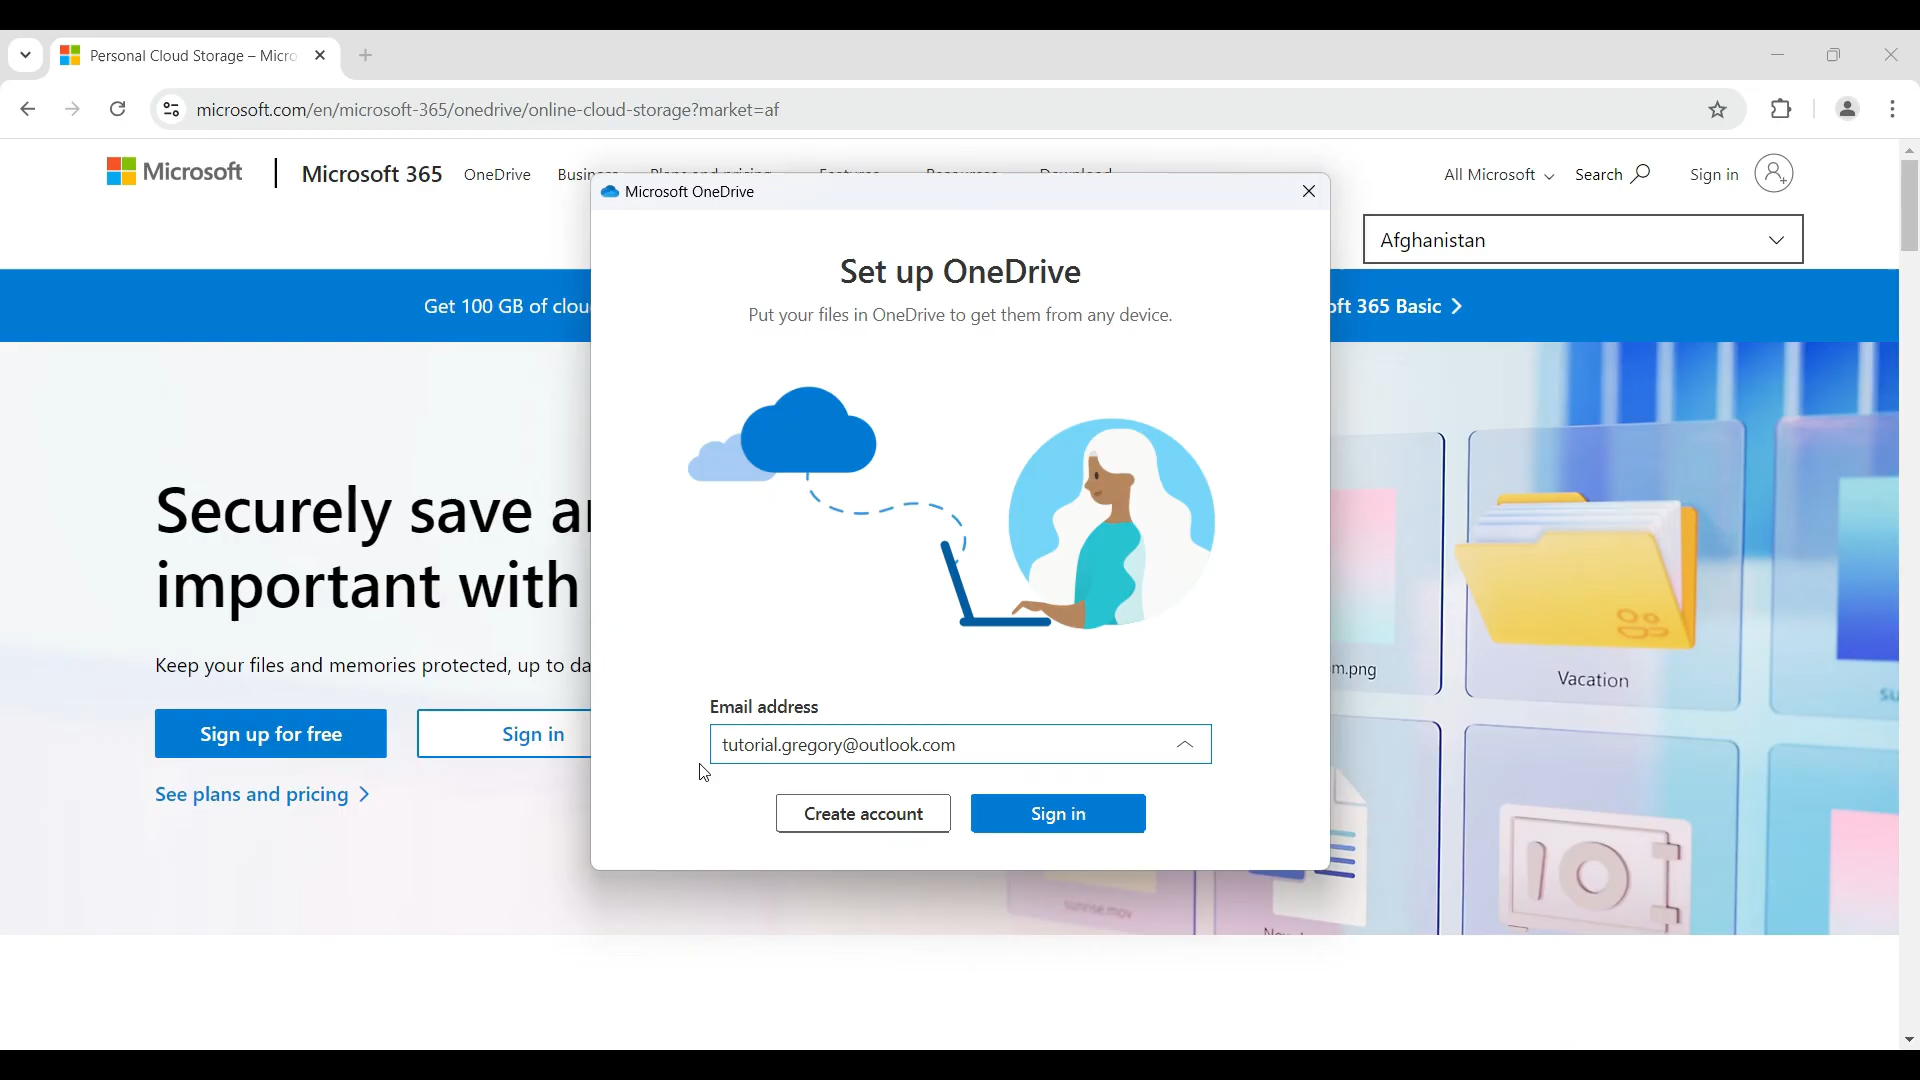 Personal Cloud Storage – Micro
microsoft.com/en/microsoft-365/onedrive/online-cloud-storage?market=af
Microsoft
Microsoft 365
OneDrive
All Microsoft
Search
Sign in
Afghanistan
Microsoft OneDrive
Set up OneDrive
Put your files in OneDrive to get them from any device.
Get 100 GB of clou
oft 365 Basic
Securely save a
important with
Keep your files and memories protected, up to da
Sign up for free
Sign in
See plans and pricing
Email address
tutorial.gregory@outlook.com
Create account
Sign in
m.png
Vacation
su
sunrise.mov